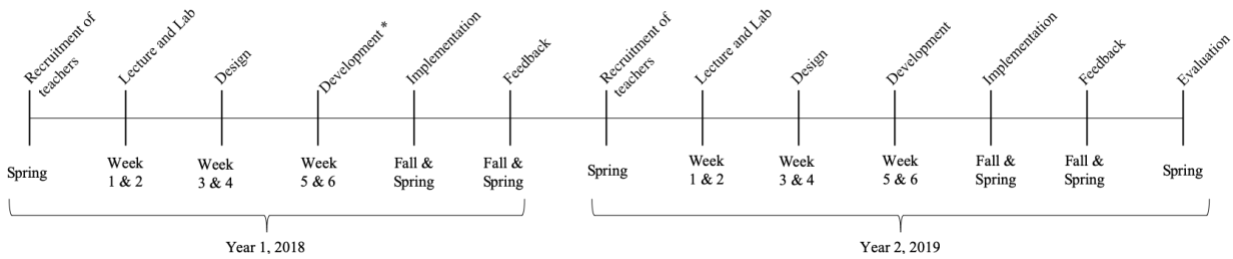 Recruitment of
teachers
Lecture and Lab
Design
Development *
Implementation
Feedback
Recruitment of
teachers
Lecture and Lab
Design
Development
Implementation
Feedback
Evaluation
Spring
Week
1 & 2
Week
3 & 4
Week
5 & 6
Fall &
Spring
Fall &
Spring
Spring
Week
1 & 2
Week
3 & 4
Week
5 & 6
Fall &
Spring
Fall &
Spring
Spring
Year 1, 2018
Year 2, 2019